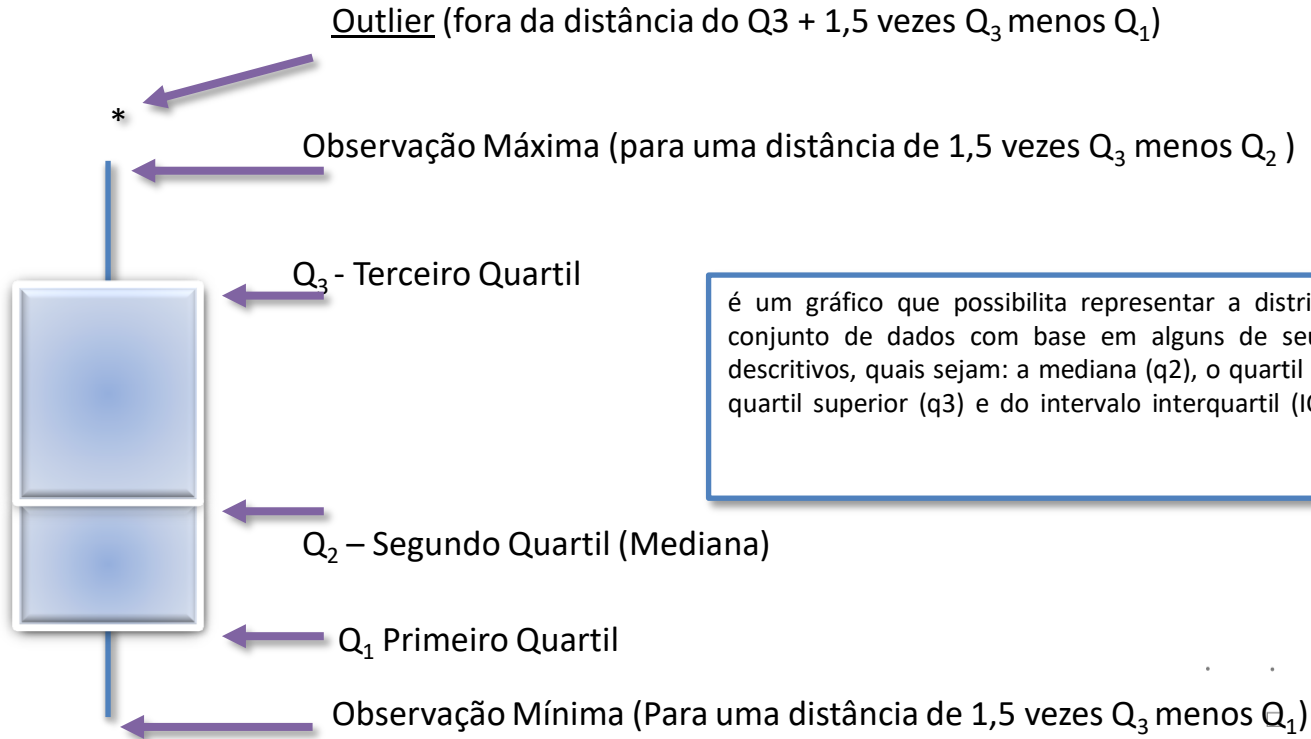 Outlier (fora da distância do Q3 + 1,5 vezes Q3 menos Q1)
*
Observação Máxima (para uma distância de 1,5 vezes Q3 menos Q2 )
Q3 - Terceiro Quartil
é um gráfico que possibilita representar a distri
conjunto de dados com base em alguns de seu
descritivos, quais sejam: a mediana (q2), o quartil
quartil superior (q3) e do intervalo interquartil (I
Q2 – Segundo Quartil (Mediana)
Q1 Primeiro Quartil
Observação Mínima (Para uma distância de 1,5 vezes Q3 menos Q1)